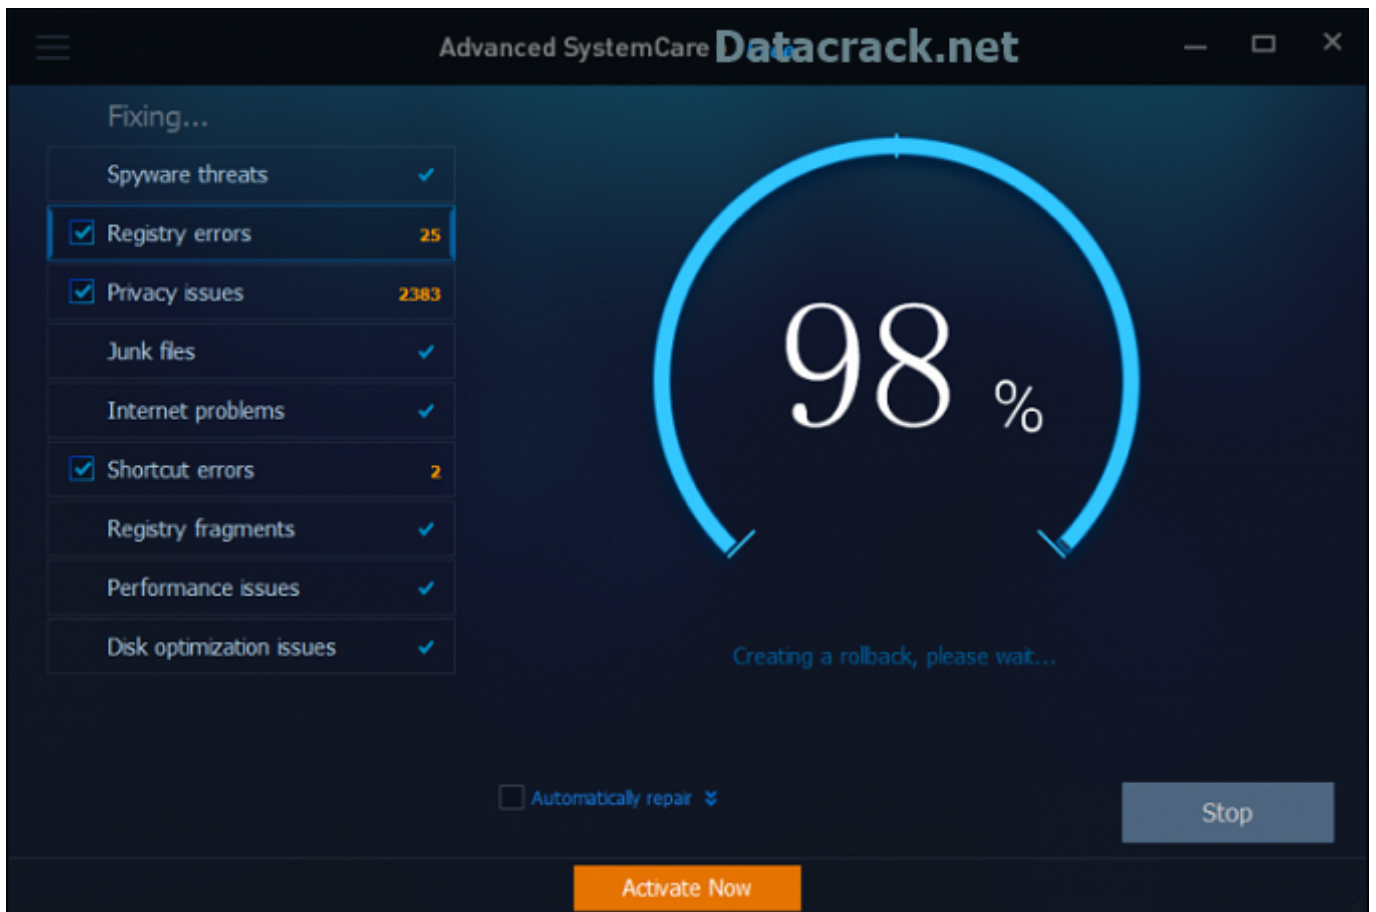 Advanced SystemCare
Datacrack.net
Fixing...
Spyware threats
Registry errors 25
Privacy issues 2383
Junk files
Internet problems
Shortcut errors 2
Registry fragments
Performance issues
Disk optimization issues
98 %
Creating a rollback, please wait...
Automatically repair
Stop
Activate Now